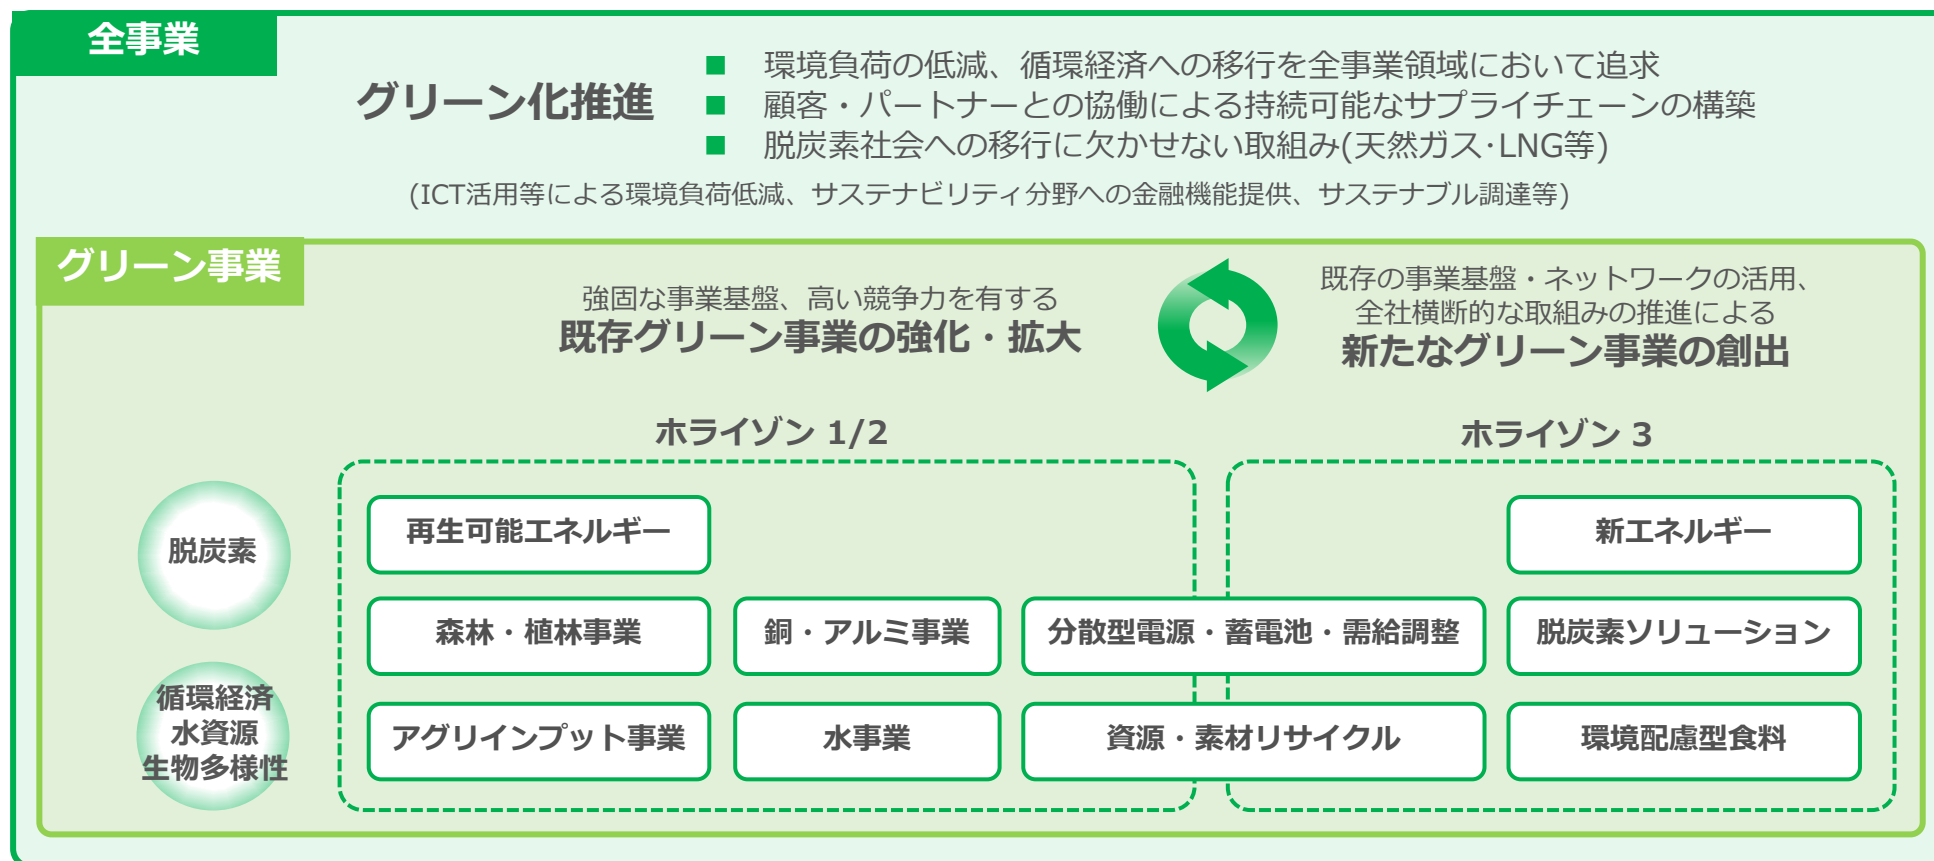 全事業
グリーン化推進
■ 環境負荷の低減、循環経済への移行を全事業領域において追求
■ 顧客・パートナーとの協働による持続可能なサプライチェーンの構築
■ 脱炭素社会への移行に欠かせない取組み(天然ガス･LNG等)
(ICT活用等による環境負荷低減、サステナビリティ分野への金融機能提供、サステナブル調達等)
グリーン事業
強固な事業基盤、高い競争力を有する
既存グリーン事業の強化・拡大
既存の事業基盤・ネットワークの活用、
全社横断的な取組みの推進による
新たなグリーン事業の創出
ホライゾン 1/2
ホライゾン 3
脱炭素
再生可能エネルギー
新エネルギー
森林・植林事業
銅・アルミ事業
分散型電源・蓄電池・需給調整
脱炭素ソリューション
循環経済
水資源
生物多様性
アグリインプット事業
水事業
資源・素材リサイクル
環境配慮型食料